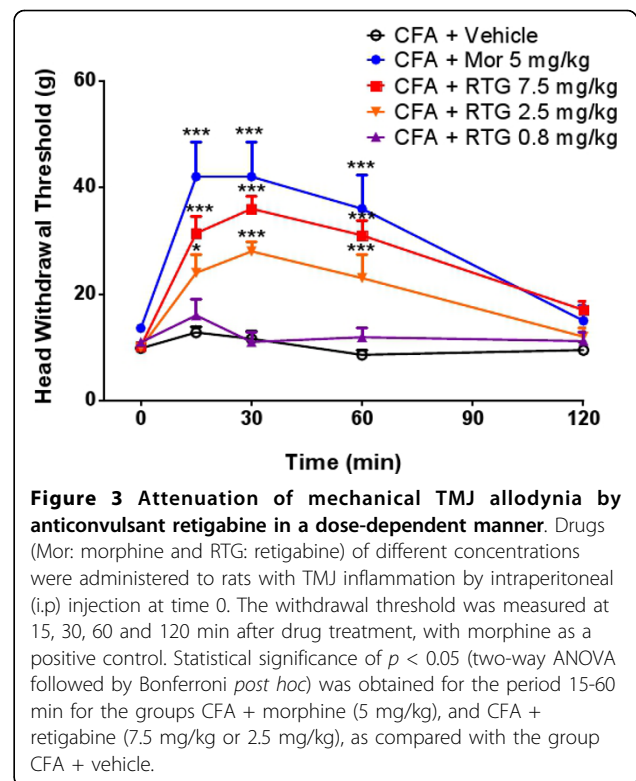 CFA + Vehicle
CFA + Mor 5 mg/kg
CFA + RTG 7.5 mg/kg
CFA + RTG 2.5 mg/kg
CFA + RTG 0.8 mg/kg
Head Withdrawal Threshold (g)
60
40
20
0
*** ***
***
***
***
***
*
***
***
0 30 60 90 120
Time (min)
Figure 3 Attenuation of mechanical TMJ allodynia by
anticonvulsant retigabine in a dose-dependent manner. Drugs
(Mor: morphine and RTG: retigabine) of different concentrations
were administered to rats with TMJ inflammation by intraperitoneal
(i.p) injection at time 0. The withdrawal threshold was measured at
15, 30, 60 and 120 min after drug treatment, with morphine as a
positive control. Statistical significance of p < 0.05 (two-way ANOVA
followed by Bonferroni post hoc) was obtained for the period 15-60
min for the groups CFA + morphine (5 mg/kg), and CFA +
retigabine (7.5 mg/kg or 2.5 mg/kg), as compared with the group
CFA + vehicle.